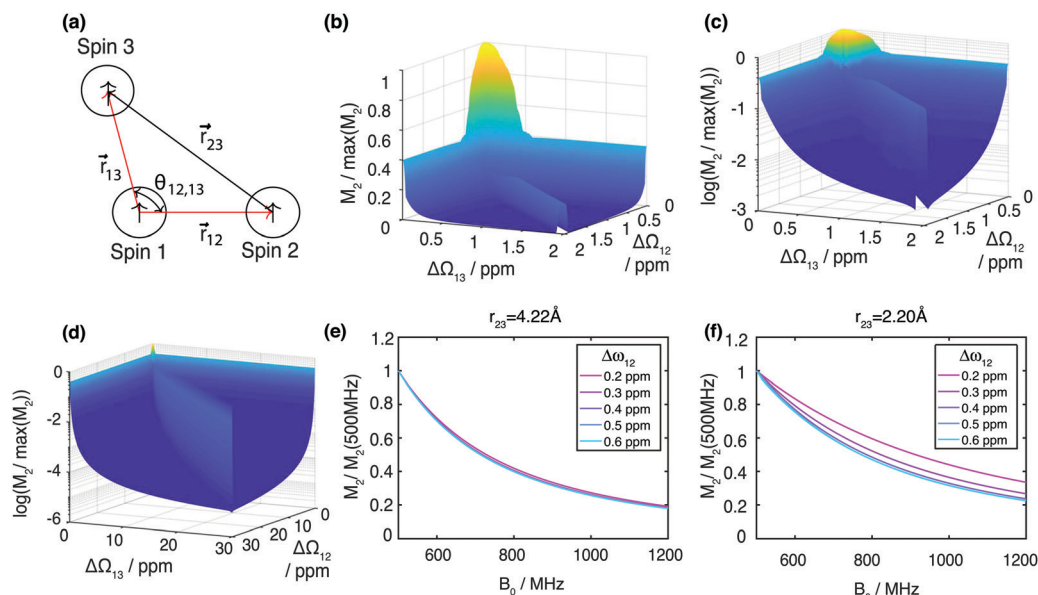 (a)
Spin 3
r⃗₂₃
r⃗₁₃
θ₁₂,₁₃
Spin 1
r⃗₁₂
Spin 2
(b)
M₂ / max(M₂)
1
0.8
0.6
0.4
0.2
0
0.5
1
1.5
2
ΔΩ₁₃ / ppm
2
1.5
1
0.5
0
ΔΩ₁₂
/ ppm
(c)
log(M₂ / max(M₂))
0
-1
-2
-3
0
0.5
1
1.5
2
ΔΩ₁₃ / ppm
2
1.5
1
0.5
0
ΔΩ₁₂
/ ppm
(d)
log(M₂/ max(M₂))
0
-2
-4
-6
0
10
20
30
ΔΩ₁₃ / ppm
30
20
10
0
ΔΩ₁₂
/ ppm
(e)
r₂₃=4.22Å
M₂/ M₂(500MHz)
1.2
1
0.8
0.6
0.4
0.2
0
600
800
1000
1200
B₀ / MHz
Δω₁₂
0.2 ppm
0.3 ppm
0.4 ppm
0.5 ppm
0.6 ppm
(f)
r₂₃=2.20Å
M₂/ M₂(500MHz)
1.2
1
0.8
0.6
0.4
0.2
0
600
800
1000
1200
B₀ / MHz
Δω₁₂
0.2 ppm
0.3 ppm
0.4 ppm
0.5 ppm
0.6 ppm